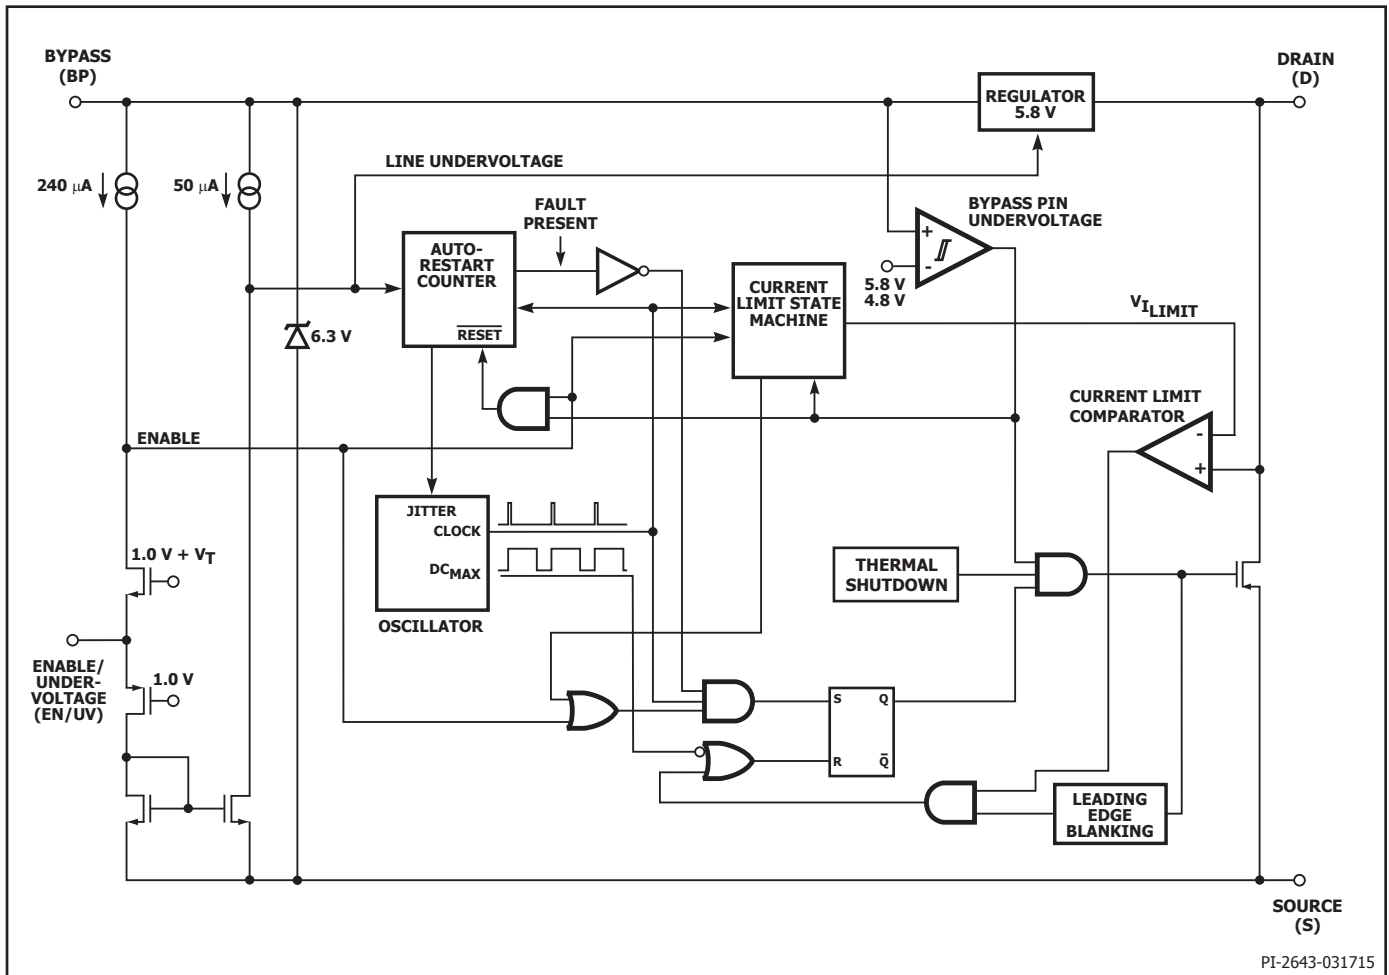 BYPASS
(BP)
DRAIN
(D)
REGULATOR
5.8 V
LINE UNDERVOLTAGE
240 μA
50 μA
FAULT
PRESENT
BYPASS PIN
UNDERVOLTAGE
AUTO-
RESTART
COUNTER
RESET
CURRENT
LIMIT STATE
MACHINE
+
-
5.8 V
4.8 V
VILIMIT
6.3 V
CURRENT LIMIT
COMPARATOR
-
+
ENABLE
JITTER
CLOCK
DCMAX
OSCILLATOR
1.0 V + VT
THERMAL
SHUTDOWN
ENABLE/
UNDER-
VOLTAGE
(EN/UV)
1.0 V
S Q
R Q̅
LEADING
EDGE
BLANKING
SOURCE
(S)
PI-2643-031715